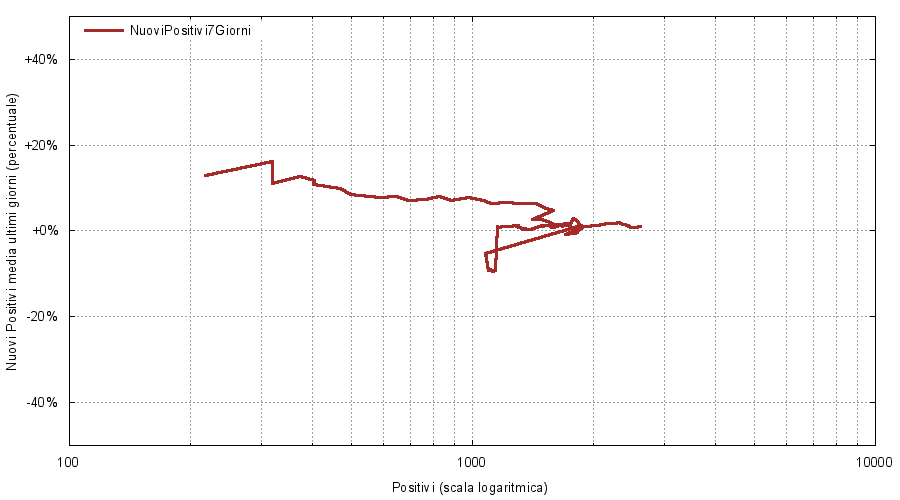 NuoviPositivi7Giorni
+40%
+20%
+0%
-20%
-40%
Nuovi Positivi media ultimi giorni (percentuale)
100
1000
10000
Positivi (scala logaritmica)